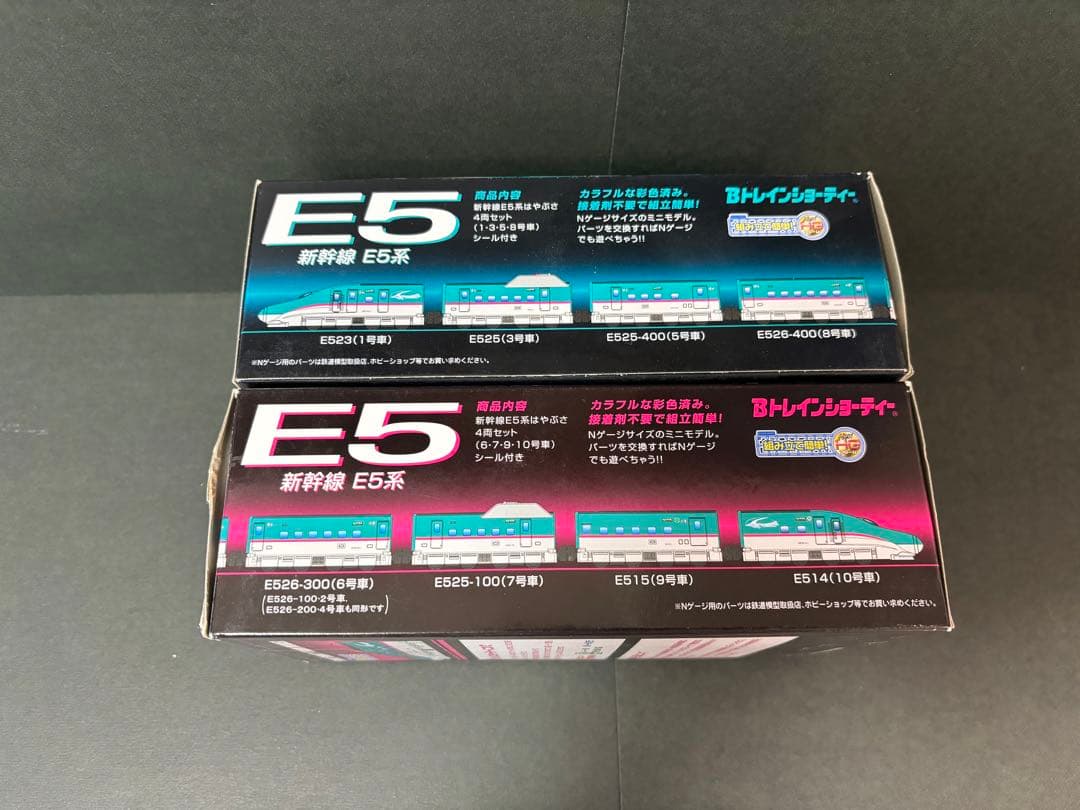 E5
新幹線 E5系
商品内容
新幹線E5系はやぶさ
4両セット
(1・3・5・8号車)
シール付き
カラフルな彩色済み。
接着剤不要で組立簡単!
Nゲージサイズのミニモデル。
パーツを交換すればNゲージ
でも遊べちゃう!!
Bトレインショーティー®
組み立て簡単!
HG
E523(1号車)
E525(3号車)
E525-400(5号車)
E526-400(8号車)
※Nゲージ用のパーツは鉄道模型取扱店、ホビーショップ等でお買い求めください。
E5
新幹線 E5系
商品内容
新幹線E5系はやぶさ
4両セット
(6・7・9・10号車)
シール付き
カラフルな彩色済み。
接着剤不要で組立簡単!
Nゲージサイズのミニモデル。
パーツを交換すればNゲージ
でも遊べちゃう!!
Bトレインショーティー®
組み立て簡単!
HG
E526-300(6号車)
(E526-100・2号車、
E526-200・4号車も同形です)
E525-100(7号車)
E515(9号車)
E514(10号車)
※Nゲージ用のパーツは鉄道模型取扱店、ホビーショップ等でお買い求めください。